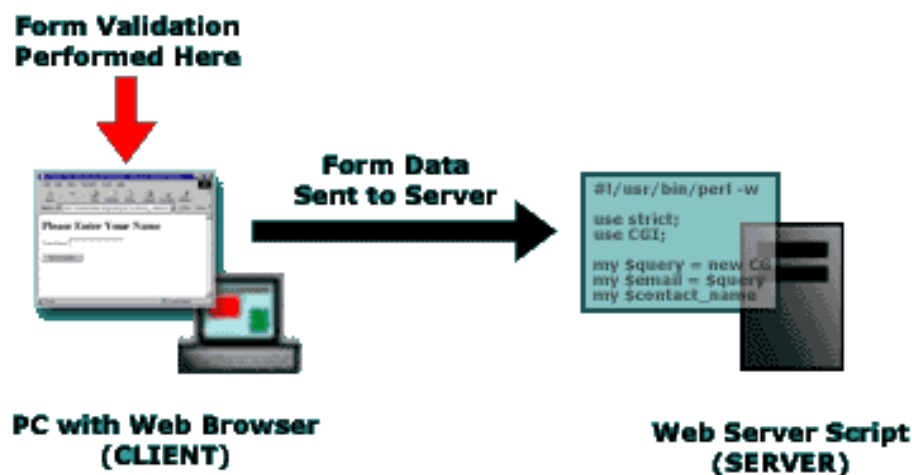 Form Validation
Performed Here
Please Enter Your Name
Form Data
Sent to Server
#!/usr/bin/perl -w
use strict;
use CGI;
my $query = new CG
my $email = $query
my $contact_name
PC with Web Browser
(CLIENT)
Web Server Script
(SERVER)